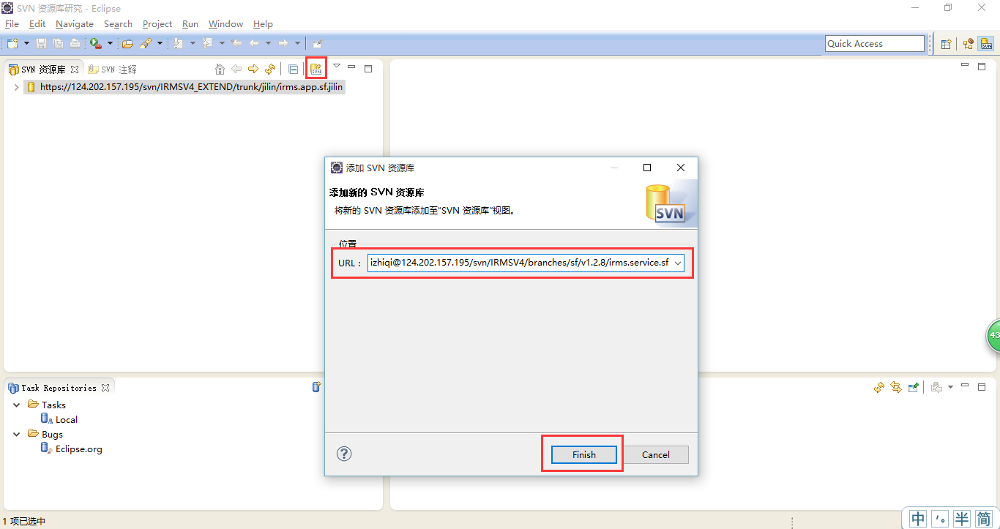 SVN 资源库研究 - Eclipse
File Edit Navigate Search Project Run Window Help
Quick Access
SVN 资源库 SVN 注释
https://124.202.157.195/svn/IRMSV4_EXTEND/trunk/jilin/irms.app.sf.jilin
添加 SVN 资源库
添加新的 SVN 资源库
将新的 SVN 资源库添加至“SVN 资源库”视图。
SVN
位置
URL： izhiqi@124.202.157.195/svn/IRMSV4/branches/sf/v1.2.8/irms.service.sf
43
Task Repositories
Tasks
Local
Bugs
Eclipse.org
Finish Cancel
1 项已选中
中 半 简